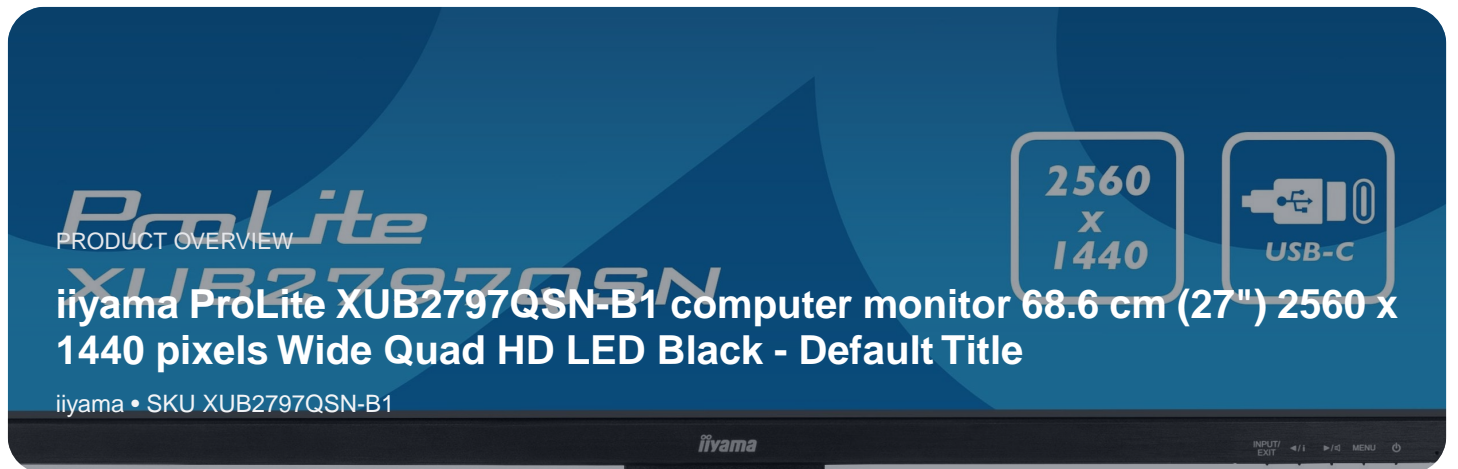 ProLite
XUB2797QSN
2560
x
1440
USB-C
PRODUCT OVERVIEW
iiyama ProLite XUB2797QSN-B1 computer monitor 68.6 cm (27") 2560 x
1440 pixels Wide Quad HD LED Black - Default Title
iiyama • SKU XUB2797QSN-B1
iiyama
INPUT/
EXIT
◄/i
►/
MENU